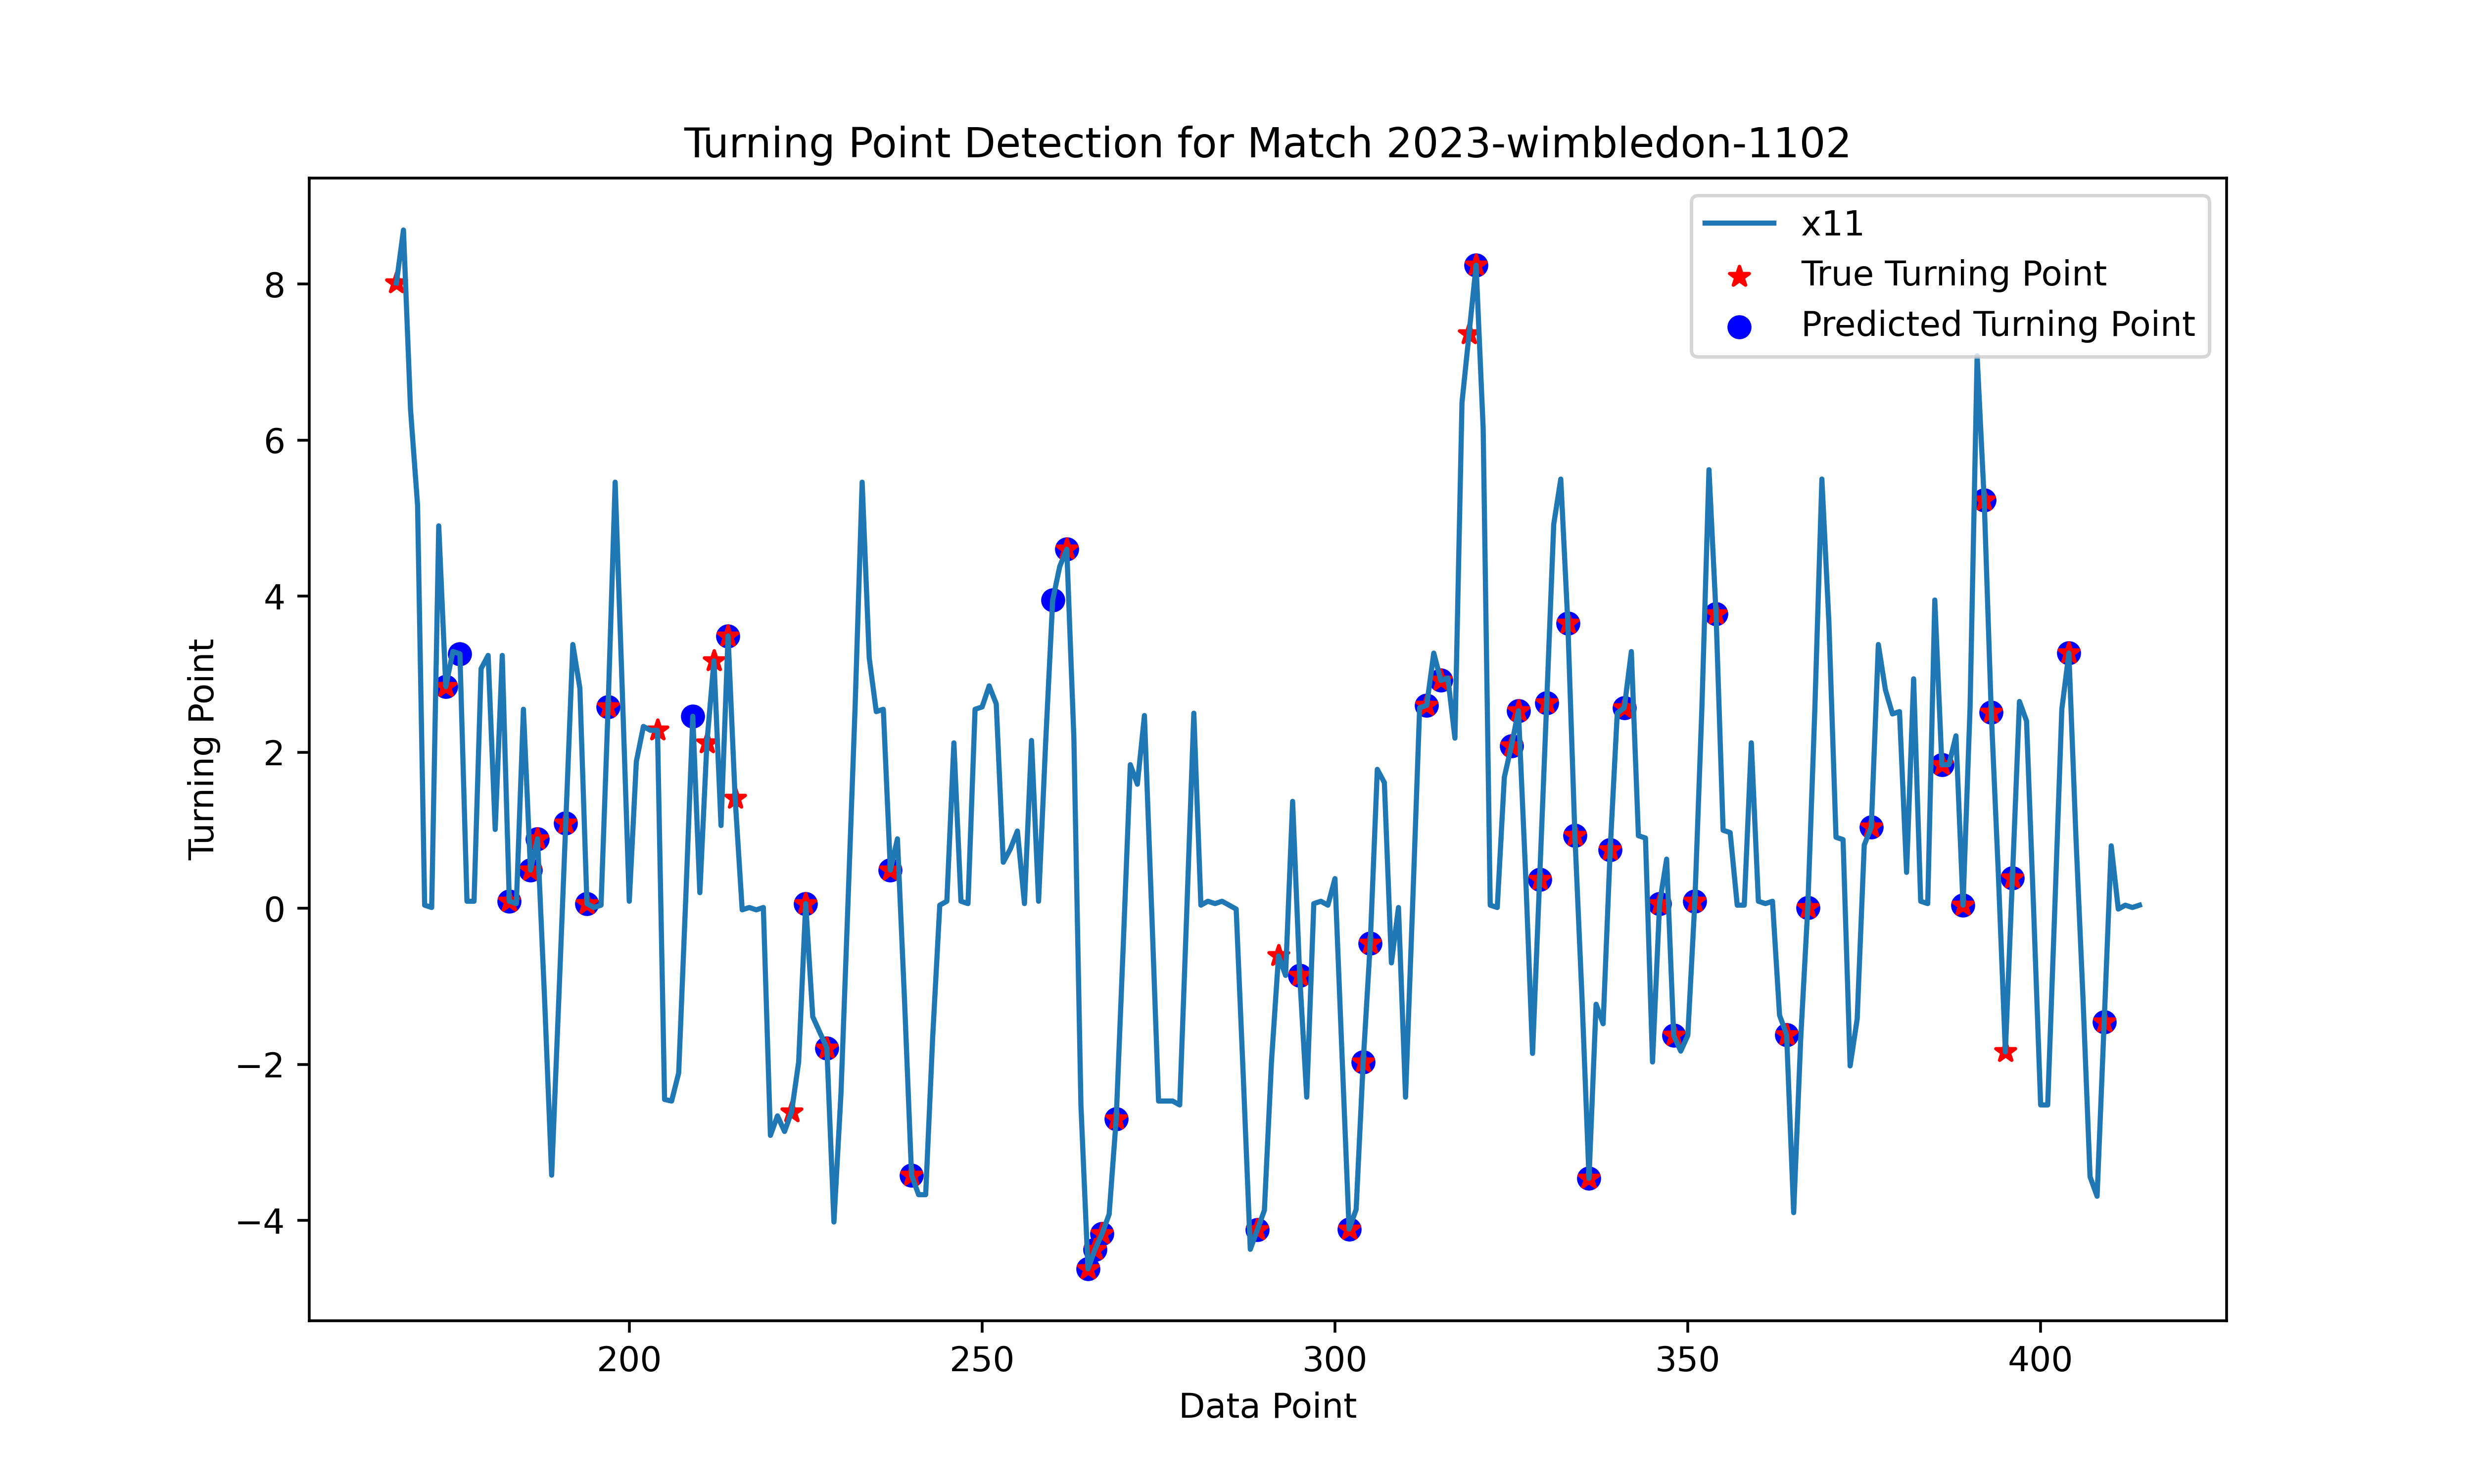 Turning Point Detection for Match 2023-wimbledon-1102
x11
True Turning Point
Predicted Turning Point
8
6
4
2
0
−2
−4
Turning Point
200 250 300 350 400
Data Point